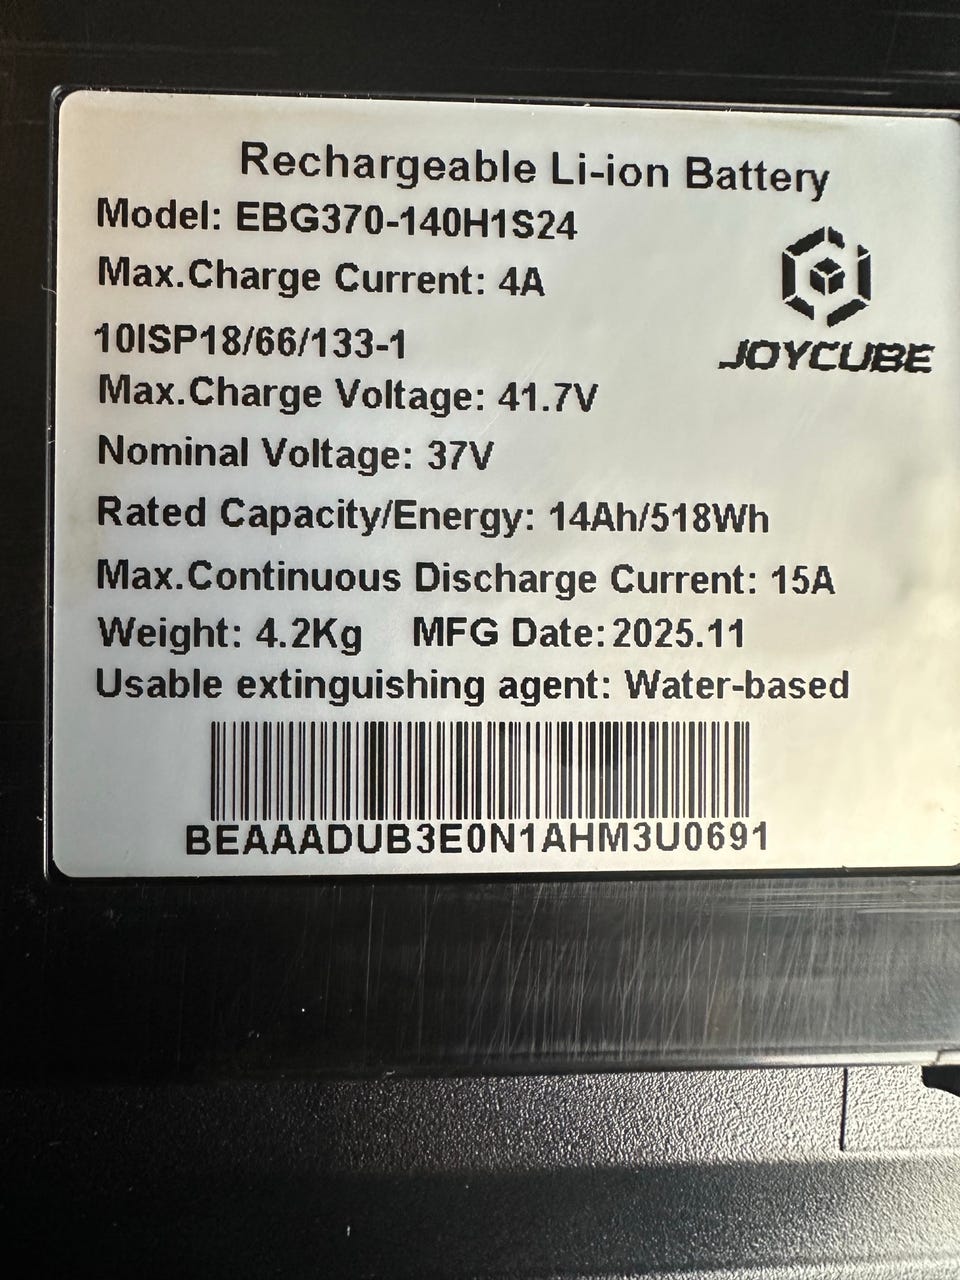 Rechargeable Li-ion Battery
Model: EBG370-140H1S24
Max.Charge Current: 4A
10ISP18/66/133-1
JOYCUBE
Max.Charge Voltage: 41.7V
Nominal Voltage: 37V
Rated Capacity/Energy: 14Ah/518Wh
Max.Continuous Discharge Current: 15A
Weight: 4.2Kg MFG Date: 2025.11
Usable extinguishing agent: Water-based
BEAAADUB3E0N1AHM3U0691